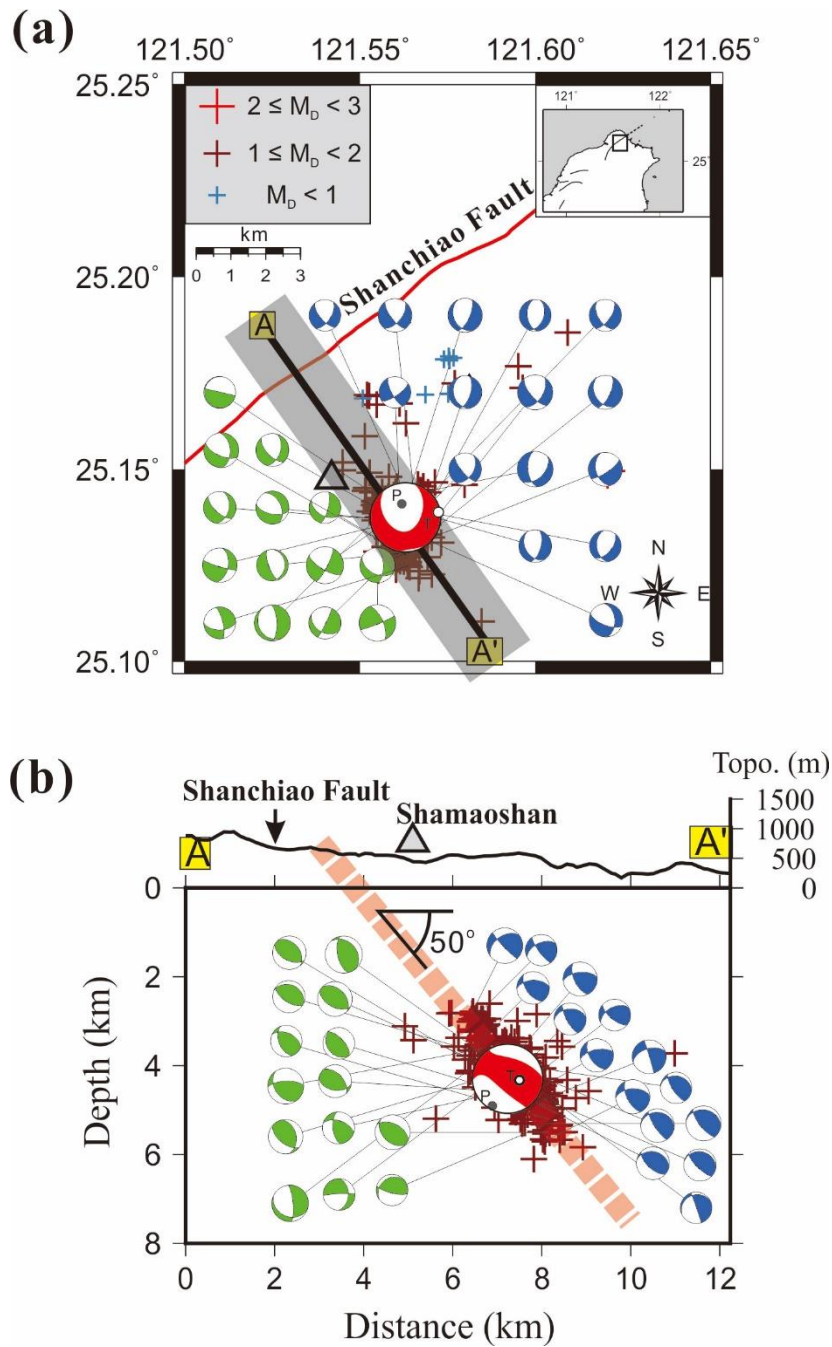 (a)
121.50° 121.55° 121.60° 121.65°
25.25°
2 ≤ M_D < 3
1 ≤ M_D < 2
M_D < 1
121° 122°
25°
km
0 1 2 3
Shanchiao Fault
25.20°
A
25.15°
P
T
N
W E
S
A'
25.10°
(b)
Topo. (m)
Shanchiao Fault
Shamaoshan
1500
1000
500
0
A
A'
0
50°
2
4
T
P
6
8
Depth (km)
0 2 4 6 8 10 12
Distance (km)